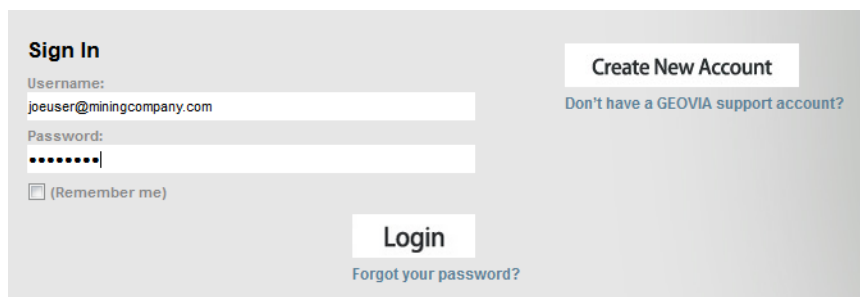 Sign In
Username:
joeuser@miningcompany.com
Password:
••••••••
(Remember me)
Login
Forgot your password?
Create New Account
Don't have a GEOVIA support account?